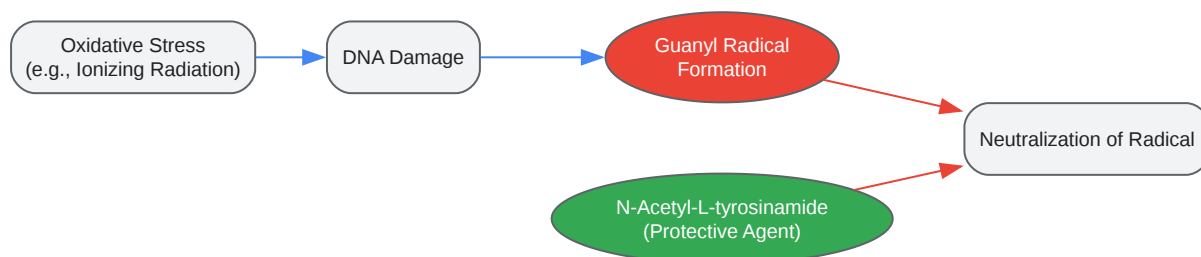 Oxidative Stress
(e.g., Ionizing Radiation)
DNA Damage
Guanyl Radical
Formation
Neutralization of Radical
N-Acetyl-L-tyrosinamide
(Protective Agent)